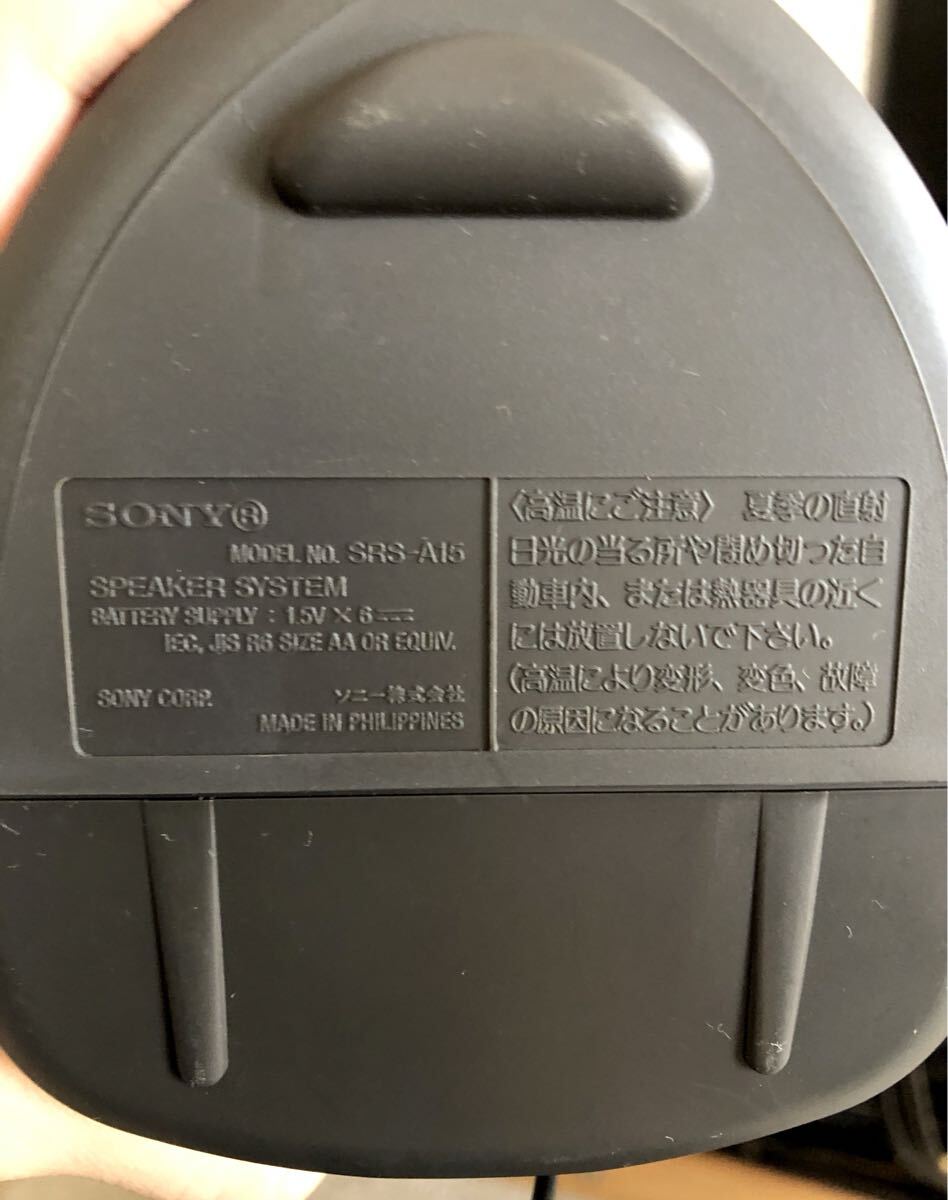 SONY®
MODEL NO. SRS-A15
SPEAKER SYSTEM
BATTERY SUPPLY : 1.5V × 6⎓
IEC, JIS R6 SIZE AA OR EQUIV.
SONY CORP. ソニー株式会社
MADE IN PHILIPPINES
〈高温にご注意〉 夏季の直射
日光の当る所や閉め切った自
動車内、または熱器具の近く
には放置しないで下さい。
(高温により変形、変色、故障
の原因になることがあります。)